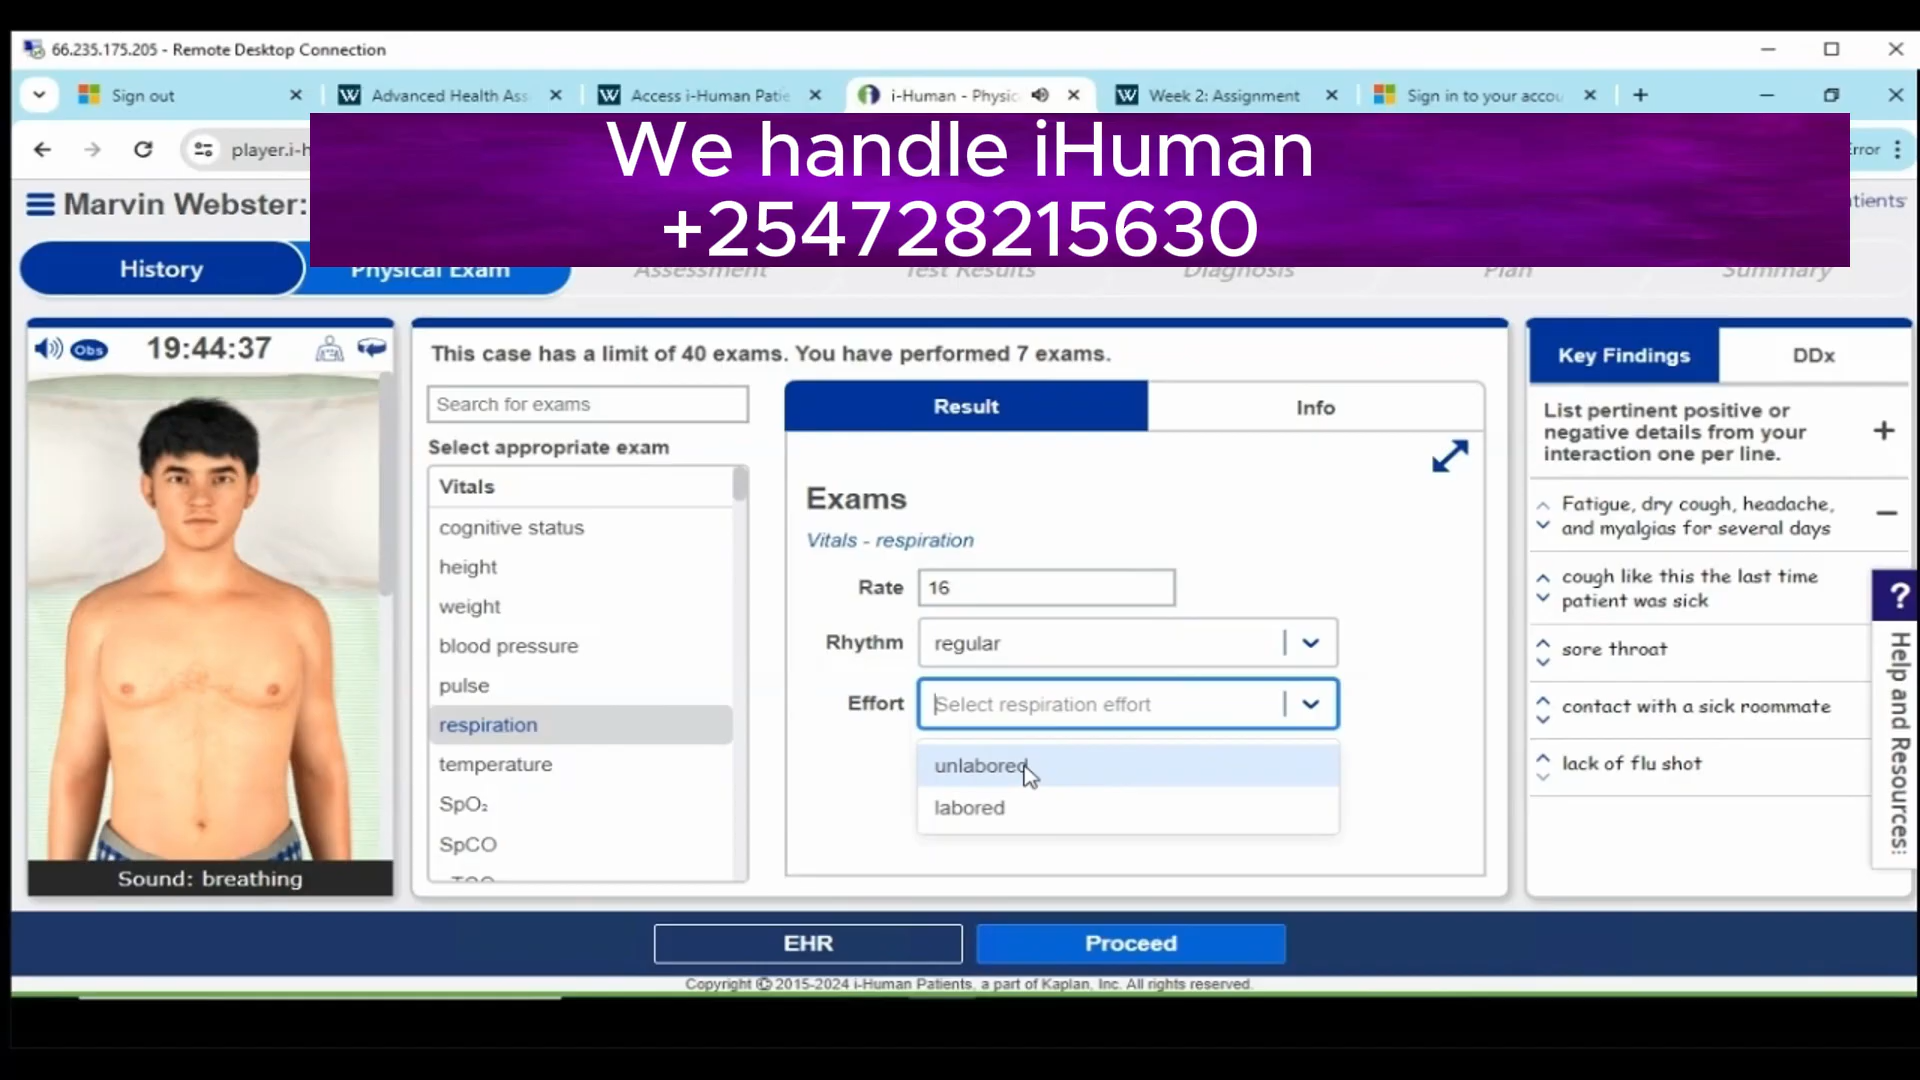 66.235.175.205 - Remote Desktop Connection
Sign out
Advanced Health Ass
Access i-Human Patie
i-Human - Physic
Week 2: Assignment
Sign in to your accou
player.i-h
We handle iHuman
+254728215630
rror
Marvin Webster:
tients
History
Physical Exam
Assessment
Test Results
Diagnosis
Plan
Summary
Obs
19:44:37
Sound: breathing
This case has a limit of 40 exams. You have performed 7 exams.
Search for exams
Select appropriate exam
Vitals
cognitive status
height
weight
blood pressure
pulse
respiration
temperature
SpO₂
SpCO
Result
Info
Exams
Vitals - respiration
Rate
16
Rhythm
regular
Effort
Select respiration effort
unlabored
labored
Key Findings
DDx
List pertinent positive or
negative details from your
interaction one per line.
Fatigue, dry cough, headache,
and myalgias for several days
cough like this the last time
patient was sick
sore throat
contact with a sick roommate
lack of flu shot
?
Help and Resources:
EHR
Proceed
Copyright © 2015-2024 i-Human Patients, a part of Kaplan, Inc. All rights reserved.